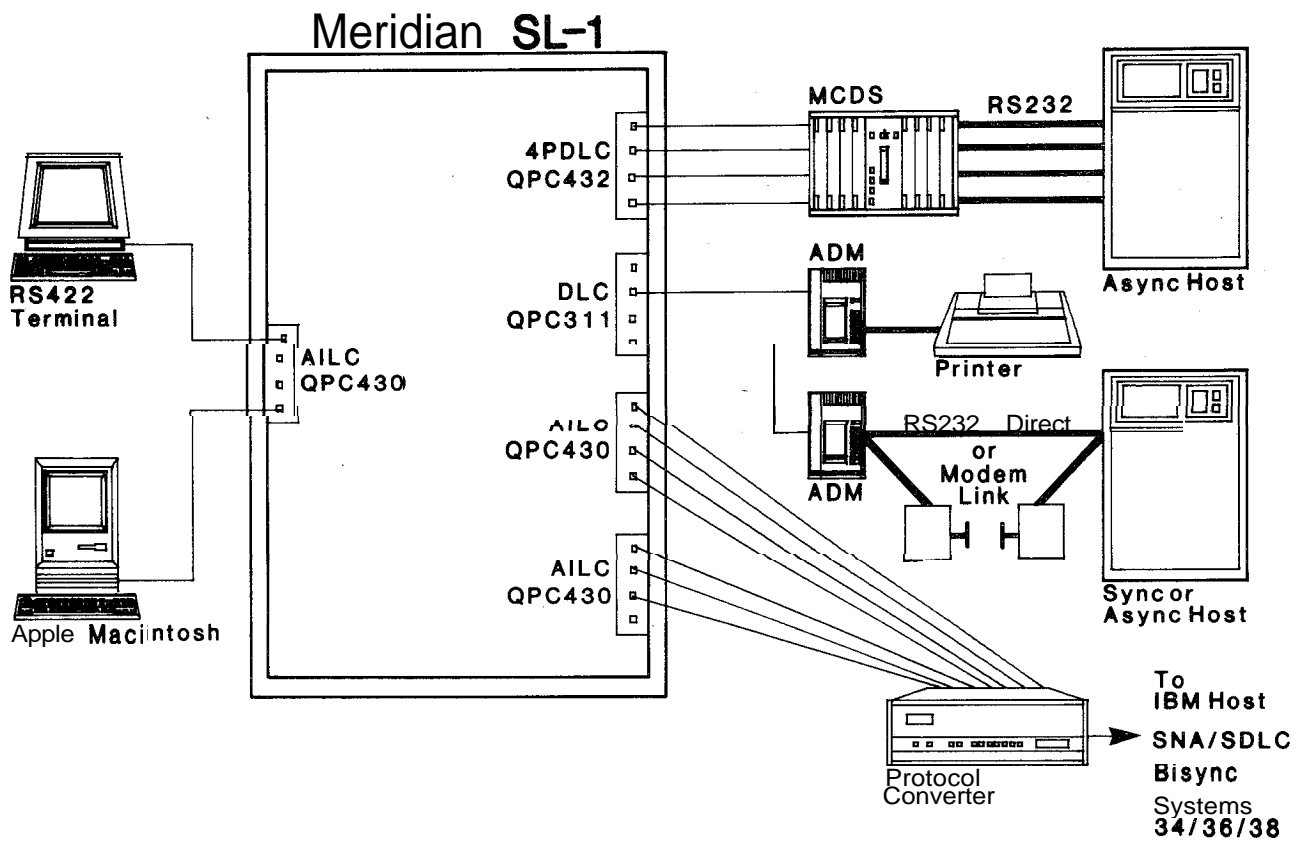 Meridian SL-1
MCDS
RS232
4PDLC
QPC432
Async Host
RS422
Terminal
ADM
DLC
QPC311
Printer
AILC
QPC430
QPC430
RS232 Direct
or
Modem
Link
ADM
AILC
QPC430
Sync or
Async Host
Apple Macintosh
Protocol
Converter
To
IBM Host
SNA/SDLC
Bisync
Systems
34/36/38